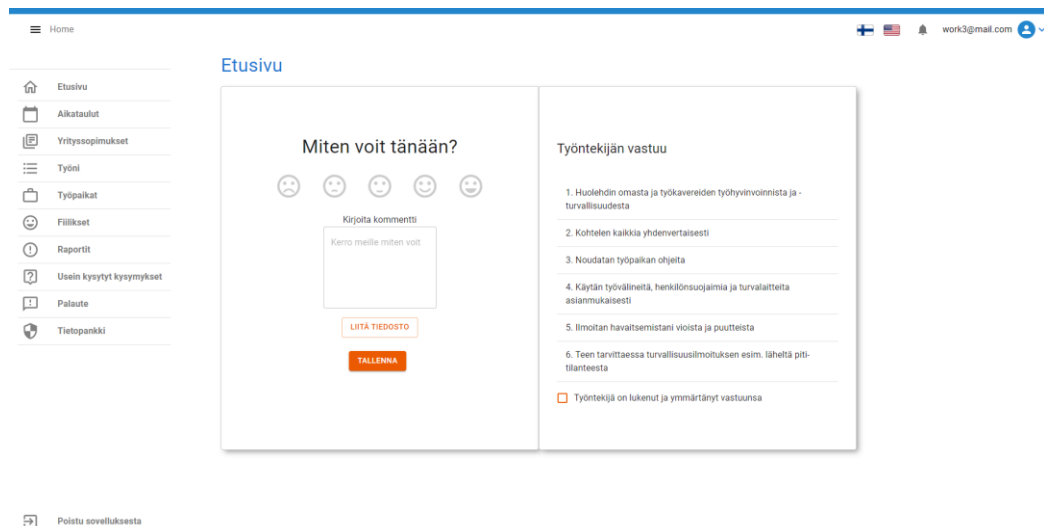 Home
work3@mail.com
Etusivu
Etusivu
Aikataulut
Yrityssopimukset
Työni
Työpaikat
Fiilikset
Raportit
Usein kysytyt kysymykset
Palaute
Tietopankki
Poistu sovelluksesta
Miten voit tänään?
Kirjoita kommentti
Kerro meille miten voit
LIITÄ TIEDOSTO
TALLENNA
Työntekijän vastuu
1. Huolehdin omasta ja työkavereiden työhyvinvoinnista ja -
turvallisuudesta
2. Kohtelen kaikkia yhdenvertaisesti
3. Noudatan työpaikan ohjeita
4. Käytän työvälineitä, henkilönsuojaimia ja turvalaitteita
asianmukaisesti
5. Ilmoitan havaitsemistani vioista ja puutteista
6. Teen tarvittaessa turvallisuusilmoituksen esim. läheltä piti-
tilanteesta
Työntekijä on lukenut ja ymmärtänyt vastuunsa